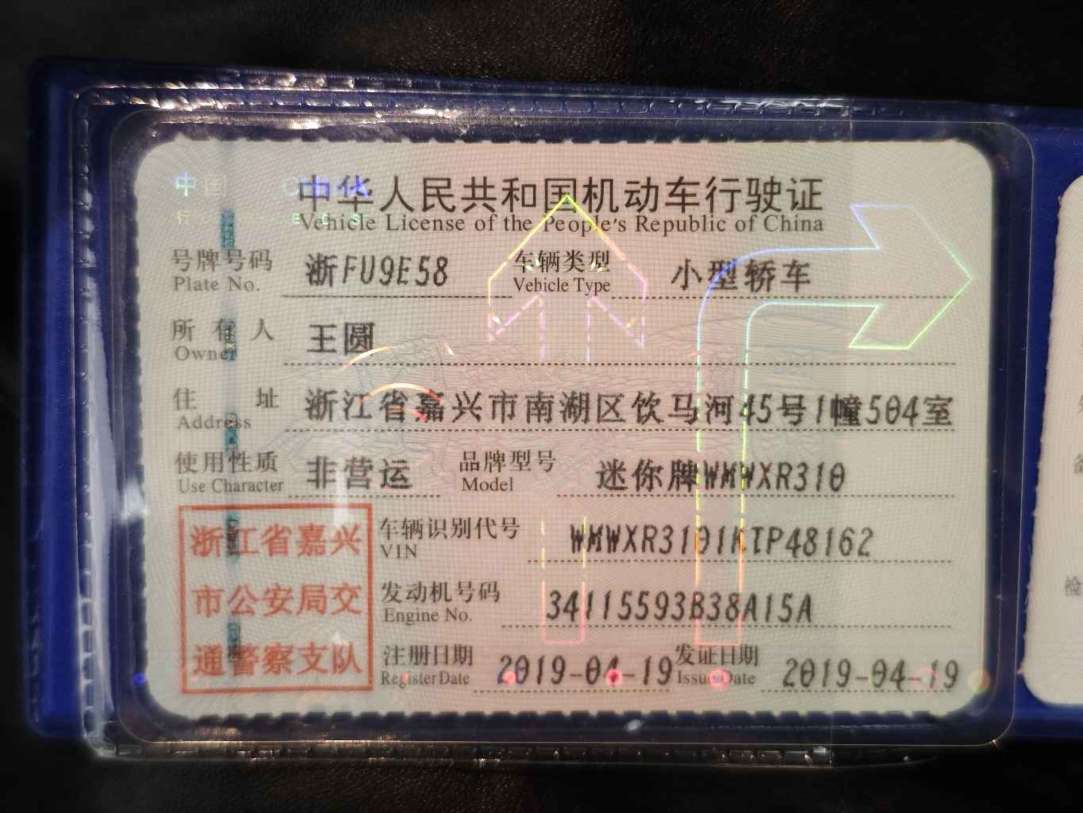 中华人民共和国机动车行驶证
Vehicle License of the People's Republic of China
号牌号码 浙FU9E58 车辆类型 小型轿车
Plate No. Vehicle Type
所有人 王圆
Owner
住址 浙江省嘉兴市南湖区饮马河45号1幢504室
Address
使用性质 非营运 品牌型号 迷你牌WMWXR310
Use Character Model
浙江省嘉兴
市公安局交
通警察支队
车辆识别代号 WMWXR3101KTP48162
VIN
发动机号码 34115593B38A15A
Engine No.
注册日期 2019-04-19 发证日期 2019-04-19
Register Date Issue Date